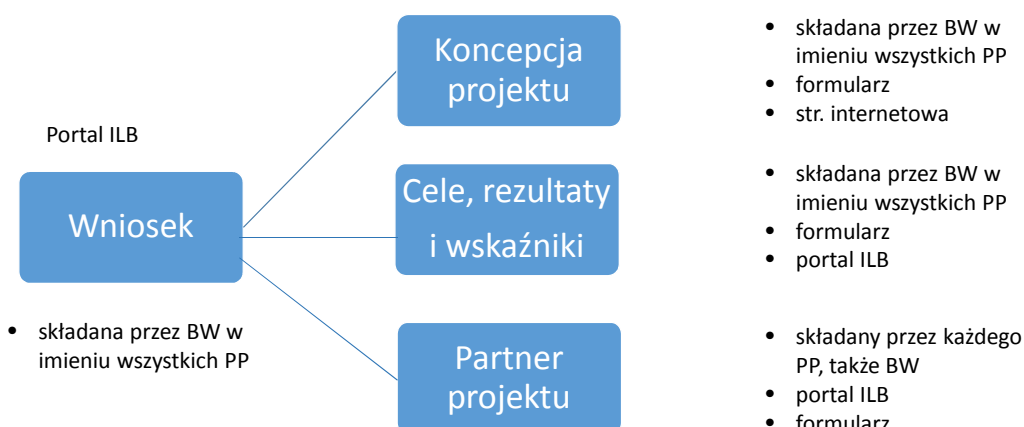 Portal ILB
Wniosek
• składana przez BW w
imieniu wszystkich PP
Koncepcja
projektu
• składana przez BW w
imieniu wszystkich PP
• formularz
• str. internetowa
Cele, rezultaty
i wskaźniki
• składana przez BW w
imieniu wszystkich PP
• formularz
• portal ILB
Partner
projektu
• składany przez każdego
PP, także BW
• portal ILB
• formularz